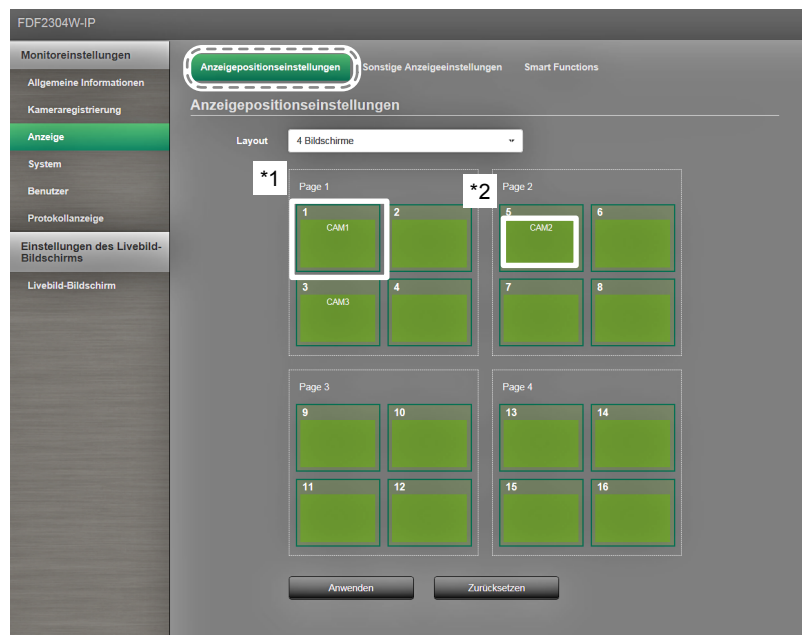 FDF2304W-IP
Monitoreinstellungen
Allgemeine Informationen
Kameraregistrierung
Anzeige
System
Benutzer
Protokollanzeige
Einstellungen des Livebild-
Bildschirms
Livebild-Bildschirm
Anzeigepositionseinstellungen Sonstige Anzeigeeinstellungen Smart Functions
Anzeigepositionseinstellungen
Layout 4 Bildschirme
*1 Page 1
1 2
CAM1
3 4
CAM3
*2 Page 2
5 6
CAM2
7 8
Page 3
9 10
11 12
Page 4
13 14
15 16
Anwenden Zurücksetzen